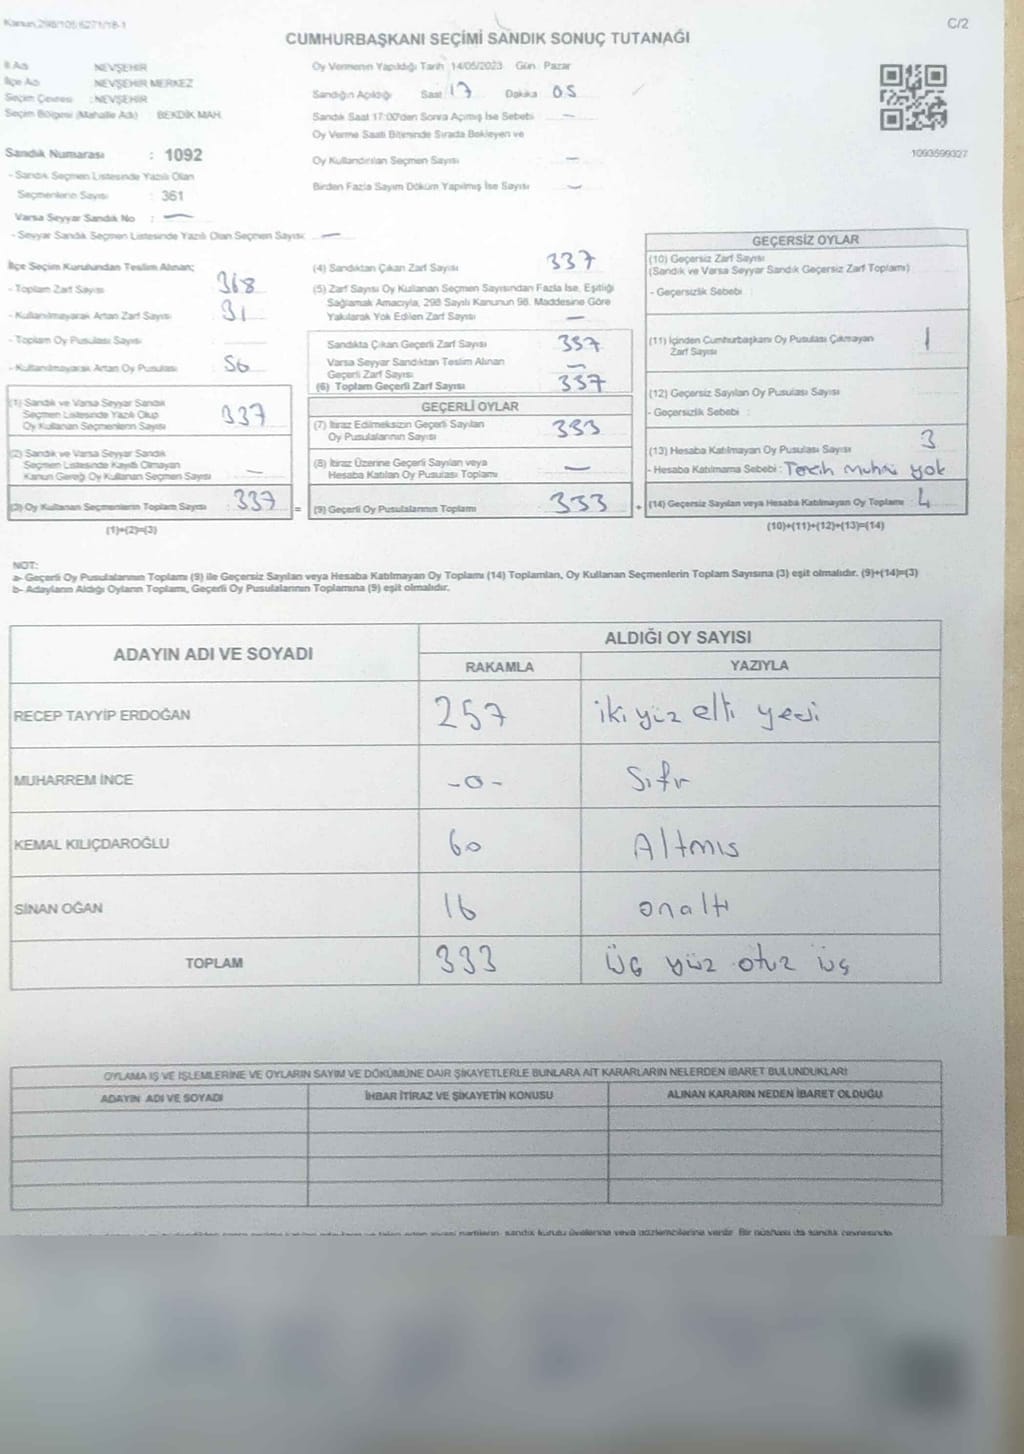 Kanun 298/105 6271/18-1
C/2
CUMHURBAŞKANI SEÇİMİ SANDIK SONUÇ TUTANAĞI
İl Adı NEVŞEHİR
İlçe Adı NEVŞEHİR MERKEZ
Seçim Çevresi : NEVŞEHİR
Seçim Bölgesi (Mahalle Adı) BEKDİK MAH.
Sandık Numarası : 1092
- Sandık Seçmen Listesinde Yazılı Olan
Seçmenlerin Sayısı : 361
Varsa Seyyar Sandık No : —
- Seyyar Sandık Seçmen Listesinde Yazılı Olan Seçmen Sayısı: —
Oy Vermenin Yapıldığı Tarih 14/05/2023 Gün : Pazar
Sandığın Açıldığı Saat 17 Dakika 05
Sandık Saat 17:00'den Sonra Açılmış İse Sebebi —
Oy Verme Saati Bitiminde Sırada Bekleyen ve
Oy Kullandırılan Seçmen Sayısı —
Birden Fazla Sayım Döküm Yapılmış İse Sayısı —
1093599327
İlçe Seçim Kurulundan Teslim Alınan;
- Toplam Zarf Sayısı 368
- Kullanılmayarak Artan Zarf Sayısı 31
- Toplam Oy Pusulası Sayısı
- Kullanılmayarak Artan Oy Pusulası 56
(1) Sandık ve Varsa Seyyar Sandık
Seçmen Listesinde Yazılı Olup
Oy Kullanan Seçmenlerin Sayısı 337
(2) Sandık ve Varsa Seyyar Sandık
Seçmen Listesinde Kayıtlı Olmayan
Kanun Gereği Oy Kullanan Seçmen Sayısı —
(3) Oy Kullanan Seçmenlerin Toplam Sayısı : 337 =
(1)+(2)=(3)
(4) Sandıktan Çıkan Zarf Sayısı 337
(5) Zarf Sayısı Oy Kullanan Seçmen Sayısından Fazla İse, Eşitliği
Sağlamak Amacıyla, 298 Sayılı Kanunun 98. Maddesine Göre
Yakılarak Yok Edilen Zarf Sayısı —
Sandıkta Çıkan Geçerli Zarf Sayısı 337
Varsa Seyyar Sandıktan Teslim Alınan
Geçerli Zarf Sayısı —
(6) Toplam Geçerli Zarf Sayısı 337
GEÇERLİ OYLAR
(7) İtiraz Edilmeksizin Geçerli Sayılan
Oy Pusulalarının Sayısı 333
(8) İtiraz Üzerine Geçerli Sayılan veya
Hesaba Katılan Oy Pusulası Toplamı —
(9) Geçerli Oy Pusulalarının Toplamı 333 +
GEÇERSİZ OYLAR
(10) Geçersiz Zarf Sayısı
(Sandık ve Varsa Seyyar Sandık Geçersiz Zarf Toplamı)
- Geçersizlik Sebebi :
(11) İçinden Cumhurbaşkanı Oy Pusulası Çıkmayan
Zarf Sayısı 1
(12) Geçersiz Sayılan Oy Pusulası Sayısı
- Geçersizlik Sebebi :
(13) Hesaba Katılmayan Oy Pusulası Sayısı 3
- Hesaba Katılmama Sebebi : Tercih mührü yok
(14) Geçersiz Sayılan veya Hesaba Katılmayan Oy Toplamı 4
(10)+(11)+(12)+(13)=(14)
NOT:
a- Geçerli Oy Pusulalarının Toplamı (9) ile Geçersiz Sayılan veya Hesaba Katılmayan Oy Toplamı (14) Toplamları, Oy Kullanan Seçmenlerin Toplam Sayısına (3) eşit olmalıdır. (9)+(14)=(3)
b- Adayların Aldığı Oyların Toplamı, Geçerli Oy Pusulalarının Toplamına (9) eşit olmalıdır.
ADAYIN ADI VE SOYADI
ALDIĞI OY SAYISI
RAKAMLA YAZIYLA
RECEP TAYYİP ERDOĞAN 257 iki yüz elli yedi
MUHARREM İNCE -0- Sıfır
KEMAL KILIÇDAROĞLU 60 Altmış
SİNAN OĞAN 16 onaltı
TOPLAM 333 üç yüz otuz üç
OYLAMA İŞ VE İŞLEMLERİNE VE OYLARIN SAYIM VE DÖKÜMÜNE DAİR ŞİKAYETLERLE BUNLARA AİT KARARLARIN NELERDEN İBARET BULUNDUKLARI
ADAYIN ADI VE SOYADI İHBAR İTİRAZ VE ŞİKAYETİN KONUSU ALINAN KARARIN NEDEN İBARET OLDUĞU